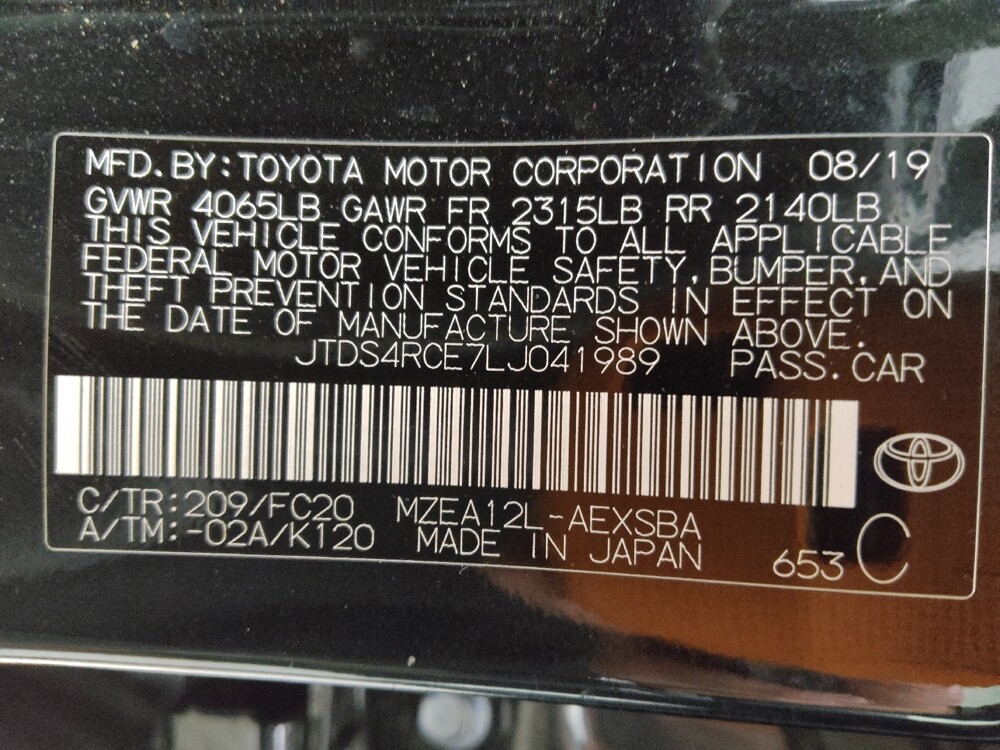 MFD. BY: TOYOTA MOTOR CORPORATION 08/19
GVWR 4065LB GAWR FR 2315LB RR 2140LB
THIS VEHICLE CONFORMS TO ALL APPLICABLE
FEDERAL MOTOR VEHICLE SAFETY, BUMPER, AND
THEFT PREVENTION STANDARDS IN EFFECT ON
THE DATE OF MANUFACTURE SHOWN ABOVE.
JTDS4RCE7LJ041989 PASS. CAR
C/TR: 209/FC20 MZEA12L-AEXSBA
A/TM: -02A/K120 MADE IN JAPAN 653 C